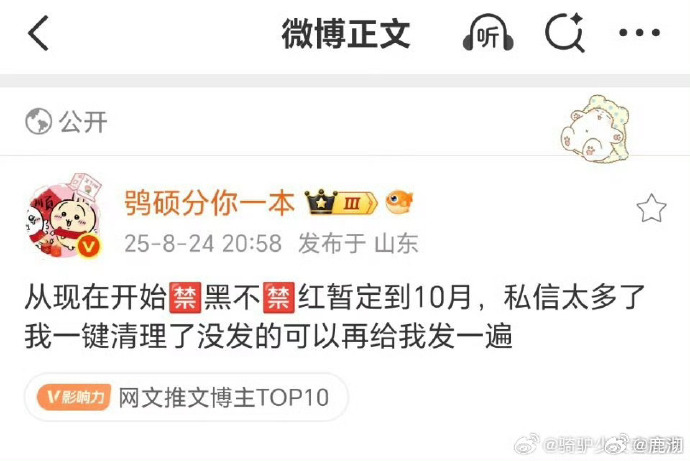 微博正文
听
公开
鸮硕分你一本
III
25-8-24 20:58 发布于 山东
从现在开始🈲黑不🈲红暂定到10月，私信太多了
我一键清理了没发的可以再给我发一遍
V影响力 网文推文博主TOP10
@鹿沏